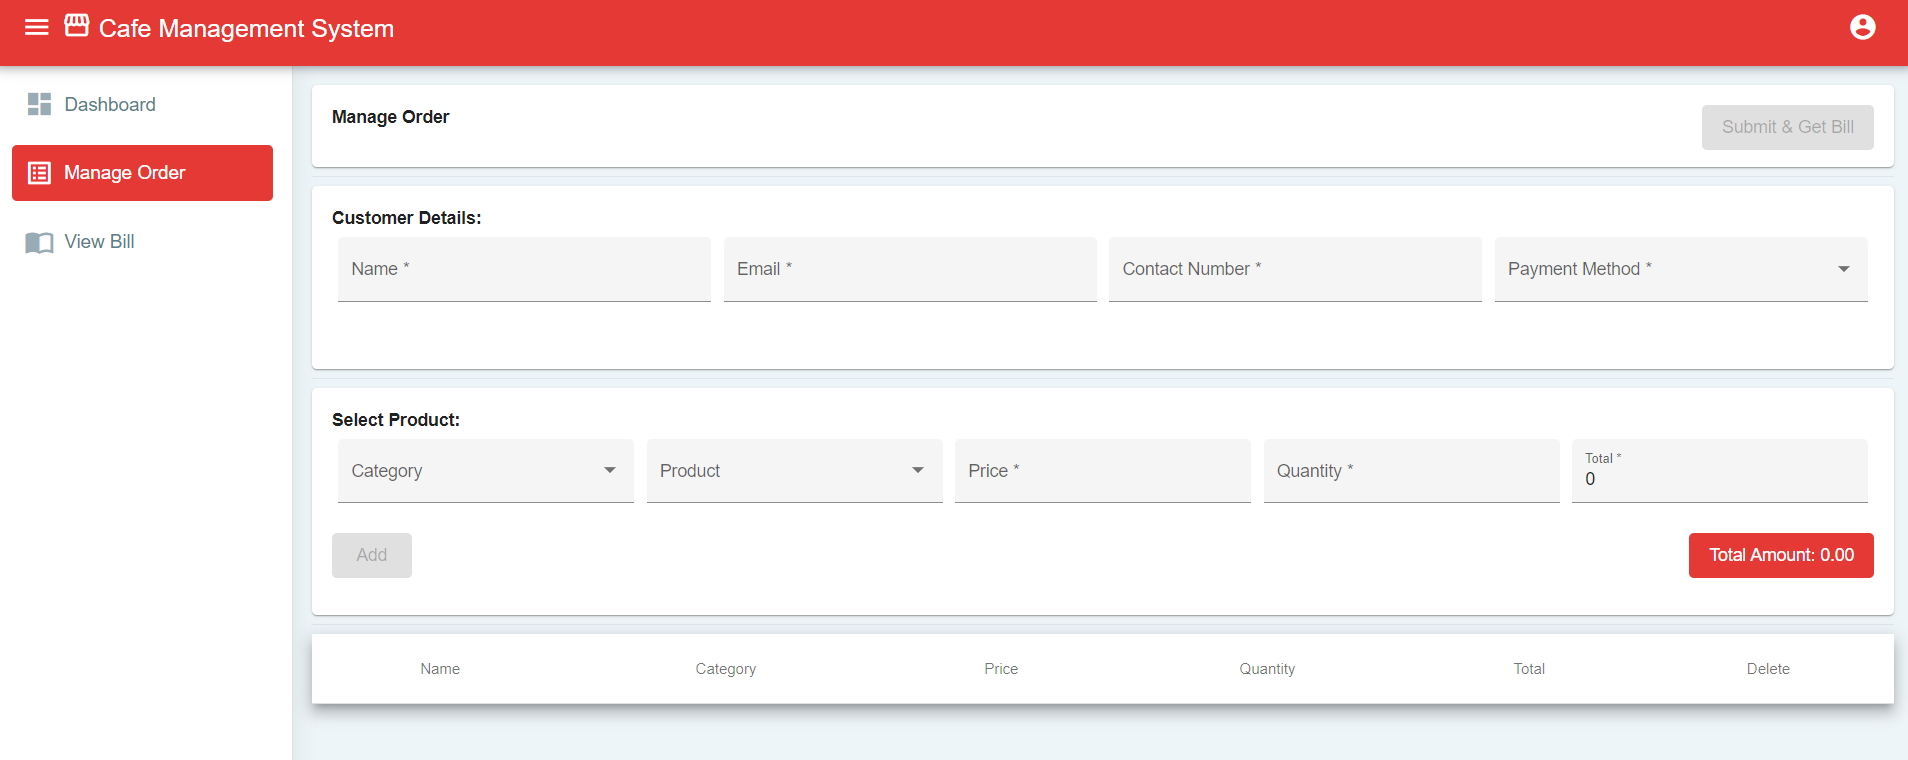 Cafe Management System
Dashboard
Manage Order
View Bill
Manage Order
Submit & Get Bill
Customer Details:
Name *
Email *
Contact Number *
Payment Method *
Select Product:
Category
Product
Price *
Quantity *
Total *
0
Add
Total Amount: 0.00
Name Category Price Quantity Total Delete